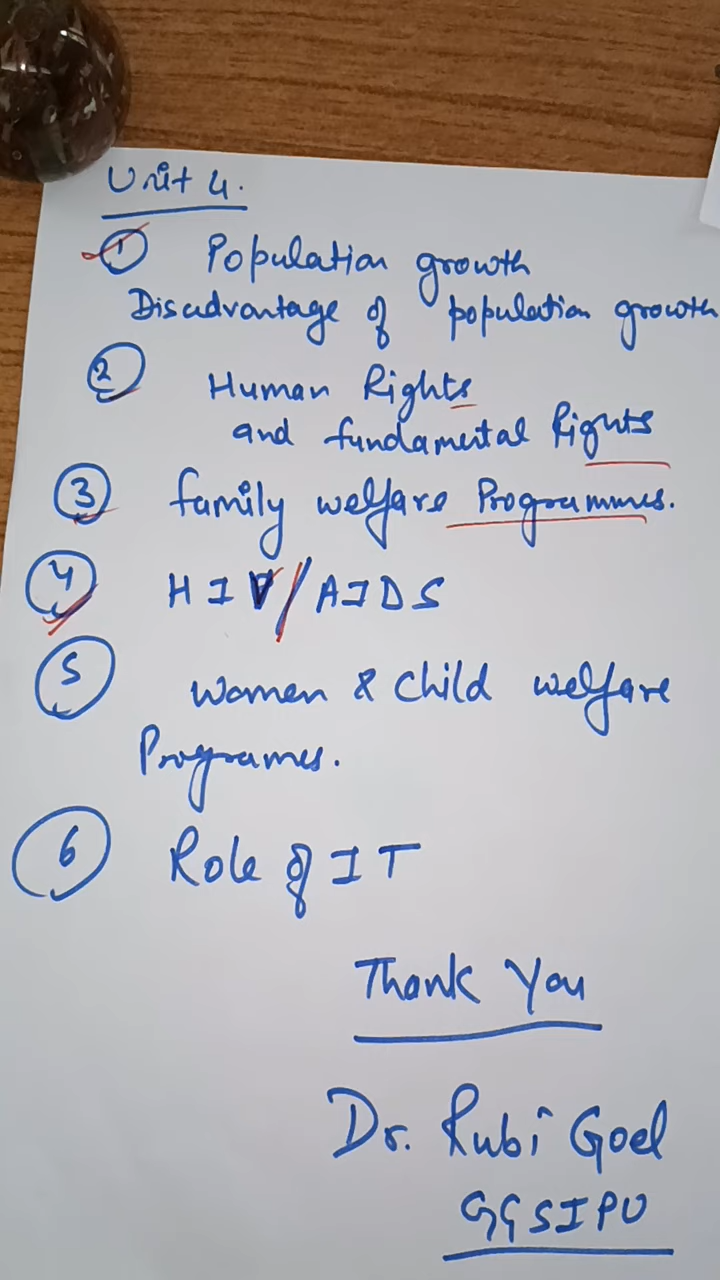 Unit 4.
① Population growth
Disadvantage of population growth
② Human Rights
and fundamental Rights
③ family welfare Programmes.
④ HIV/AIDS
⑤ Women & Child welfare
Programes.
⑥ Role of IT
Thank You
Dr. Rubi Goel
GGSIPU